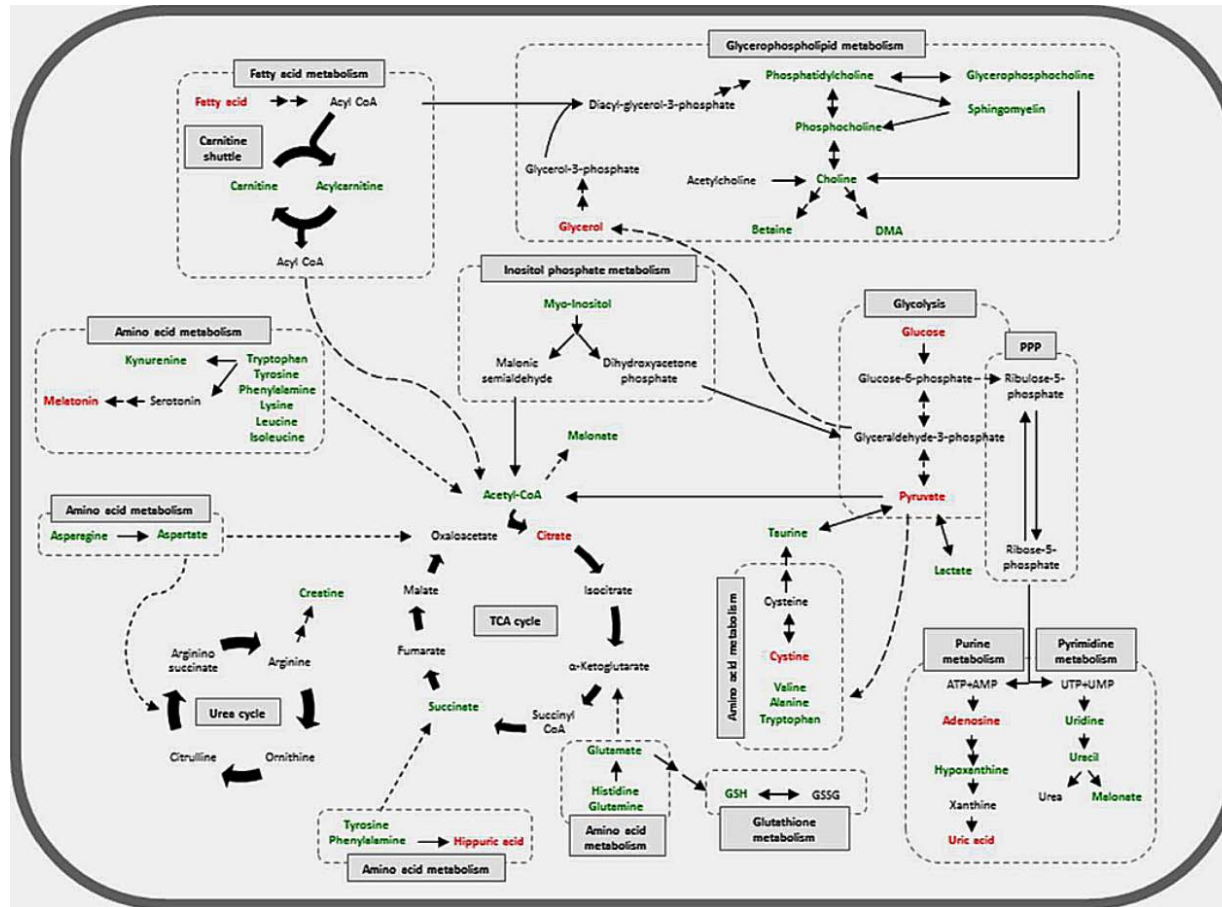 Glycerophospholipid metabolism
Phosphatidylcholine
Glycerophosphocholine
Diacyl-glycerol-3-phosphate
Sphingomyelin
Phosphocholine
Glycerol-3-phosphate
Acetylcholine
Choline
Glycerol
Betaine
DMA
Fatty acid metabolism
Fatty acid
Acyl CoA
Carnitine
shuttle
Carnitine
Acylcarnitine
Acyl CoA
Inositol phosphate metabolism
Myo-Inositol
Malonic
semialdehyde
Dihydroxyacetone
phosphate
Glycolysis
Glucose
PPP
Glucose-6-phosphate
Ribulose-5-
phosphate
Glyceraldehyde-3-phosphate
Pyruvate
Ribose-5-
phosphate
Lactate
Amino acid metabolism
Kynurenine
Tryptophan
Tyrosine
Phenylalamine
Lysine
Leucine
Isoleucine
Melatonin
Serotonin
Malonate
Acetyl-CoA
Amino acid metabolism
Asperagine
Aspertate
Oxaloacetate
Citrate
Isocitrate
α-Ketoglutarate
Succinyl
CoA
Succinate
Fumarate
Malate
TCA cycle
Creatine
Arginino
succinate
Arginine
Urea cycle
Citrulline
Ornithine
Taurine
Amino acid metabolism
Cysteine
Cystine
Valine
Alanine
Tryptophan
Purine
metabolism
Pyrimidine
metabolism
ATP+AMP
UTP+UMP
Adenosine
Uridine
Hypoxanthine
Uracil
Xanthine
Urea
Malonate
Uric acid
Glutamate
Histidine
Glutamine
Amino acid
metabolism
GSH
GSSG
Glutathione
metabolism
Tyrosine
Phenylalamine
Hippuric acid
Amino acid metabolism